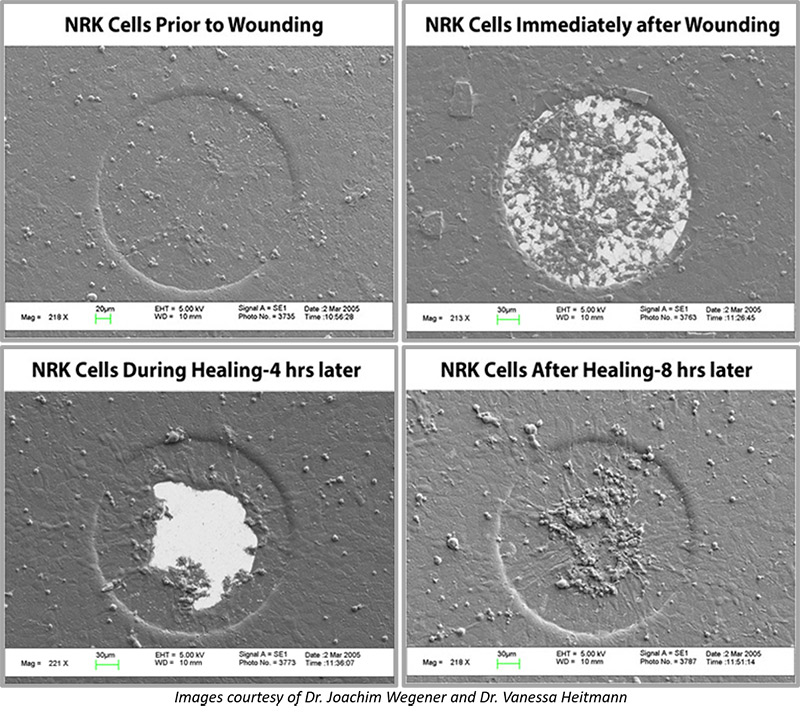 NRK Cells Prior to Wounding
20µm
EHT = 5.00 kV Signal A = SE1 Date :2 Mar 2005
Mag = 218 X WD = 10 mm Photo No. = 3735 Time :10:56:28
NRK Cells Immediately after Wounding
30µm
EHT = 5.00 kV Signal A = SE1 Date :2 Mar 2005
Mag = 213 X WD = 10 mm Photo No. = 3763 Time :11:26:45
NRK Cells During Healing-4 hrs later
30µm
EHT = 5.00 kV Signal A = SE1 Date :2 Mar 2005
Mag = 221 X WD = 10 mm Photo No. = 3773 Time :11:36:07
NRK Cells After Healing-8 hrs later
30µm
EHT = 5.00 kV Signal A = SE1 Date :2 Mar 2005
Mag = 218 X WD = 10 mm Photo No. = 3787 Time :11:51:14
Images courtesy of Dr. Joachim Wegener and Dr. Vanessa Heitmann